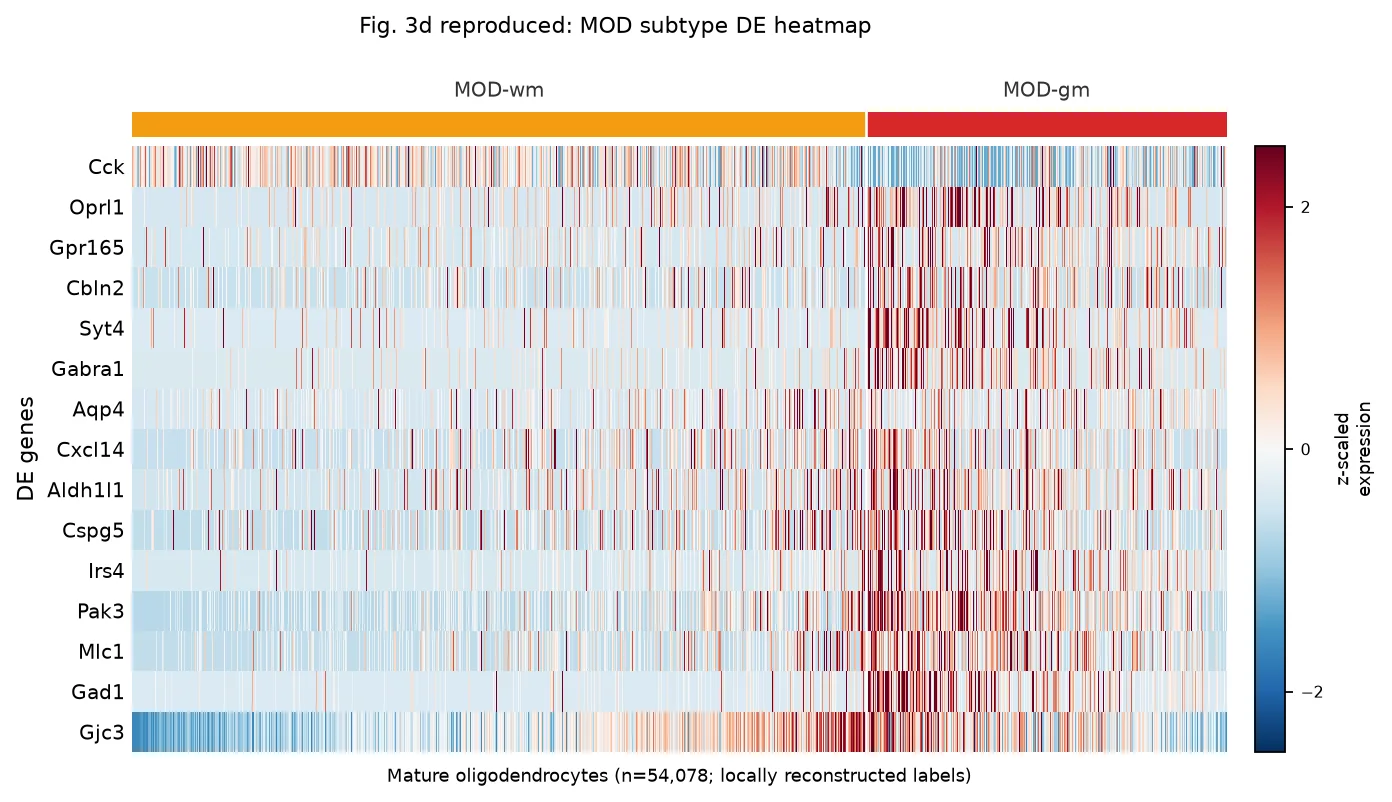 Fig. 3d reproduced: MOD subtype DE heatmap
MOD-wm
MOD-gm
Cck
Oprl1
Gpr165
Cbln2
Syt4
Gabra1
Aqp4
Cxcl14
Aldh1l1
Cspg5
Irs4
Pak3
Mlc1
Gad1
Gjc3
DE genes
Mature oligodendrocytes (n=54,078; locally reconstructed labels)
2
0
−2
z-scaled
expression